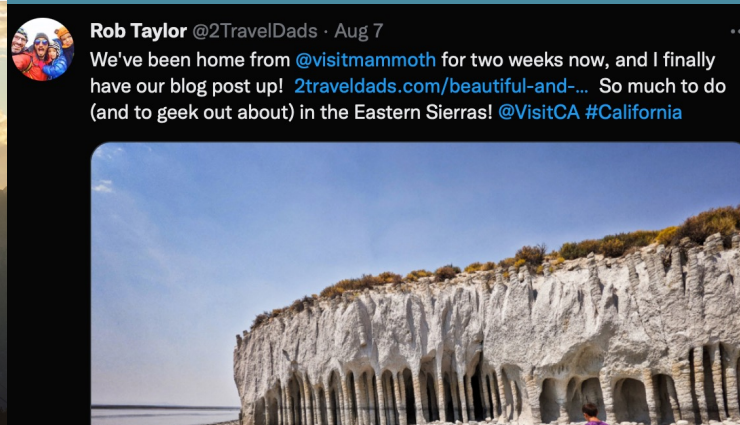 Rob Taylor @2TravelDads · Aug 7
We've been home from @visitmammoth for two weeks now, and I finally
have our blog post up! 2traveldads.com/beautiful-and-... So much to do
(and to geek out about) in the Eastern Sierras! @VisitCA #California